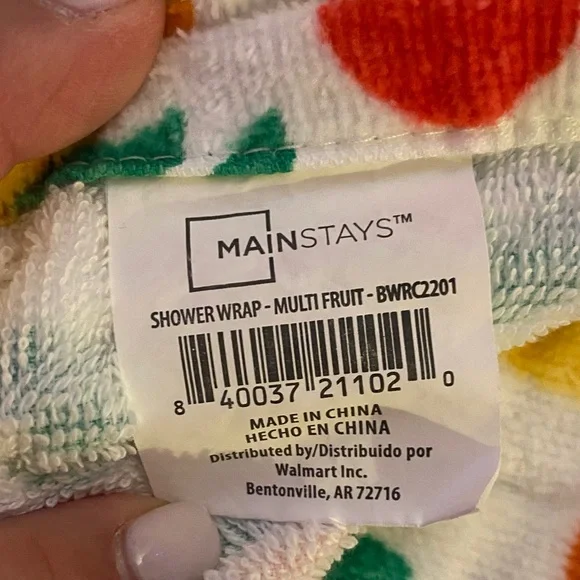 MAINSTAYS™
SHOWER WRAP - MULTI FRUIT - BWRC2201
8 40037 21102 0
MADE IN CHINA
HECHO EN CHINA
Distributed by/Distribuido por
Walmart Inc.
Bentonville, AR 72716